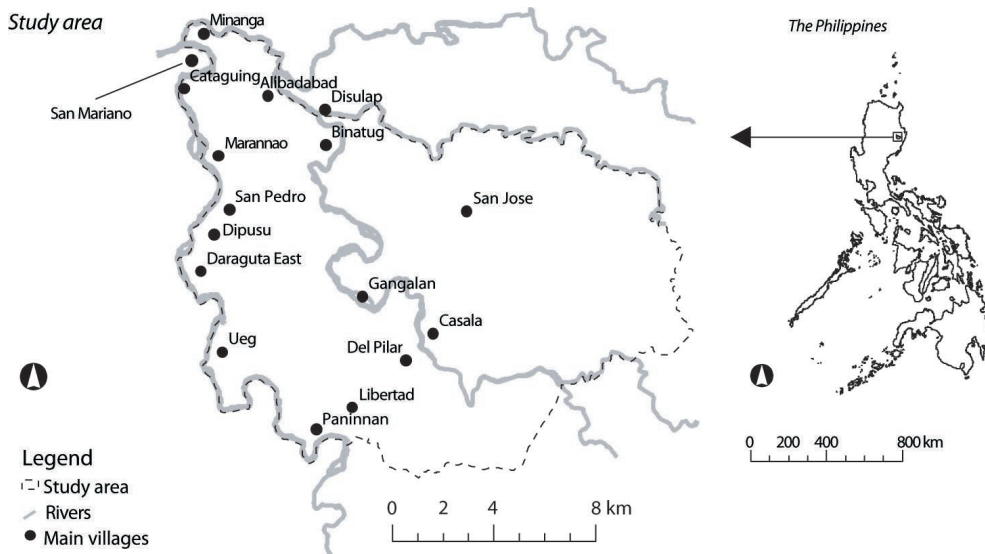 Study area
The Philippines
Minanga
Cataguing
Alibadabad
San Mariano
Disulap
Binatug
Marannao
San Pedro
San Jose
Dipusu
Daraguta East
Gangalan
Casala
Ueg
Del Pilar
Libertad
Paninnan
Legend
Study area
Rivers
Main villages
0 2 4 8 km
0 200 400 800 km